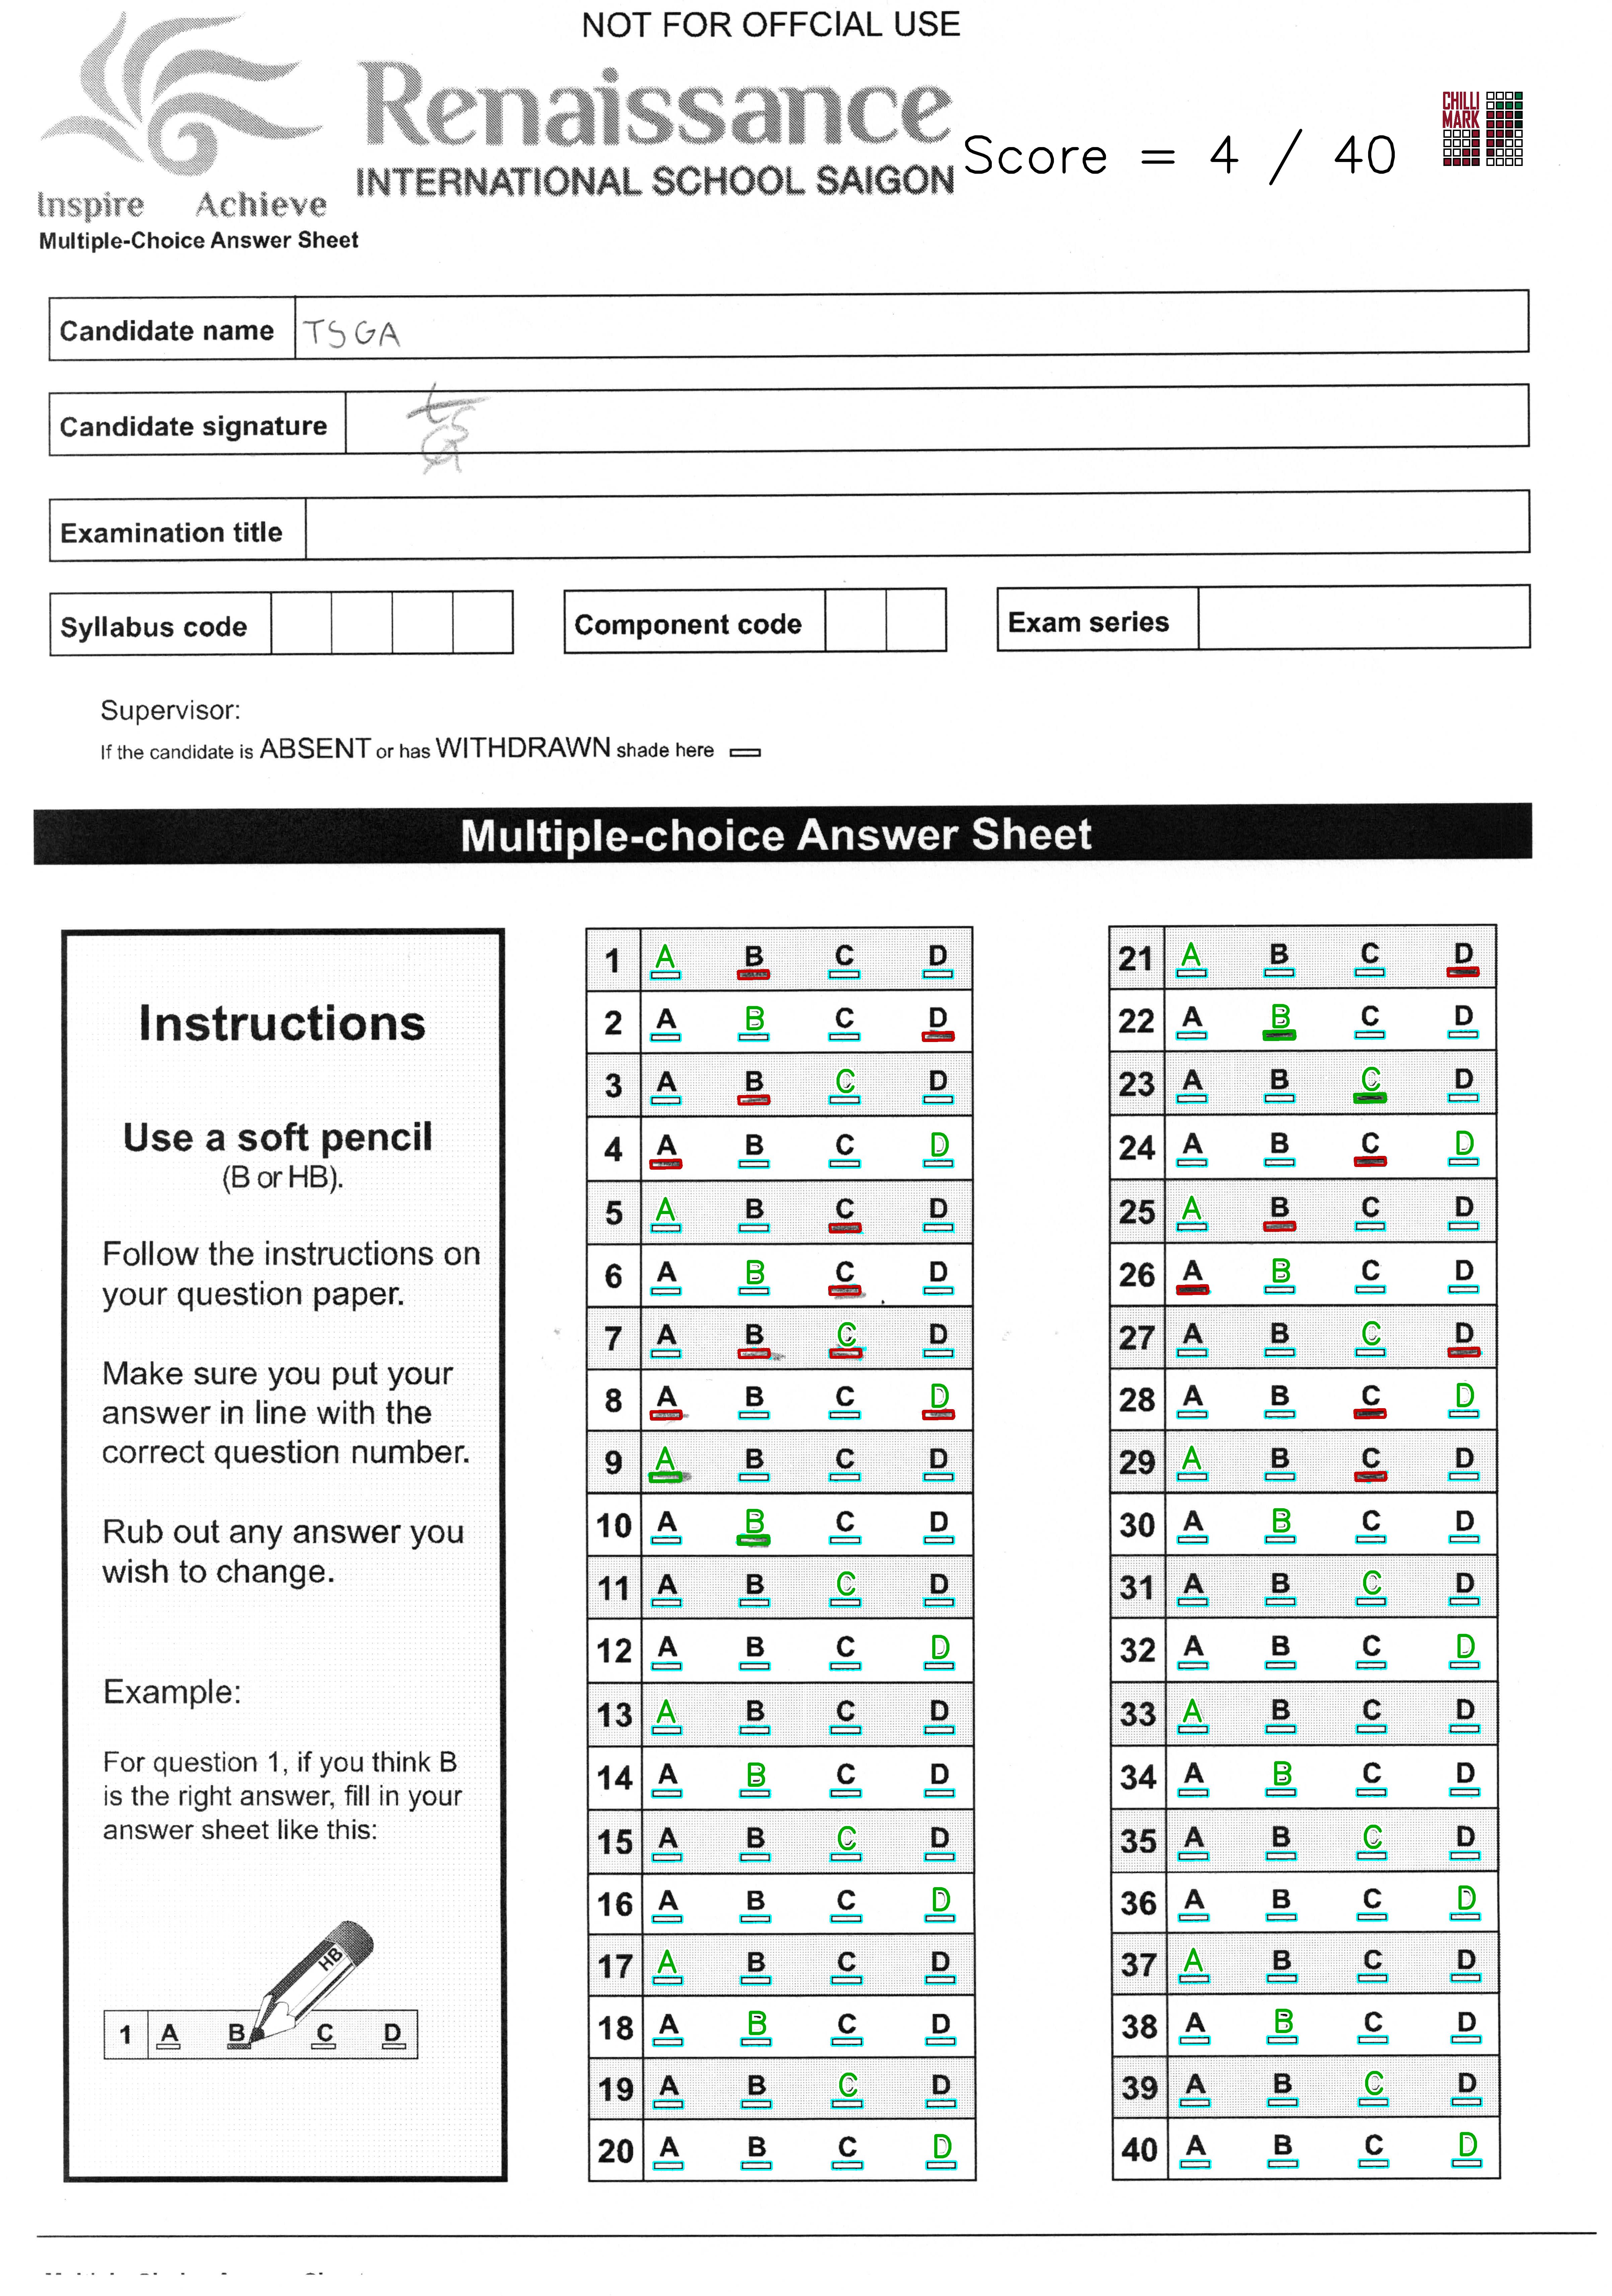 NOT FOR OFFCIAL USE
Renaissance
INTERNATIONAL SCHOOL SAIGON
Inspire Achieve
Score = 4 / 40
CHILLI
MARK
Multiple-Choice Answer Sheet
Candidate name TSGA
Candidate signature
Examination title
Syllabus code Component code Exam series
Supervisor:
If the candidate is ABSENT or has WITHDRAWN shade here
Multiple-choice Answer Sheet
Instructions
Use a soft pencil
(B or HB).
Follow the instructions on
your question paper.
Make sure you put your
answer in line with the
correct question number.
Rub out any answer you
wish to change.
Example:
For question 1, if you think B
is the right answer, fill in your
answer sheet like this:
HB
1 A B C D
1 A B C D
2 A B C D
3 A B C D
4 A B C D
5 A B C D
6 A B C D
7 A B C D
8 A B C D
9 A B C D
10 A B C D
11 A B C D
12 A B C D
13 A B C D
14 A B C D
15 A B C D
16 A B C D
17 A B C D
18 A B C D
19 A B C D
20 A B C D
21 A B C D
22 A B C D
23 A B C D
24 A B C D
25 A B C D
26 A B C D
27 A B C D
28 A B C D
29 A B C D
30 A B C D
31 A B C D
32 A B C D
33 A B C D
34 A B C D
35 A B C D
36 A B C D
37 A B C D
38 A B C D
39 A B C D
40 A B C D